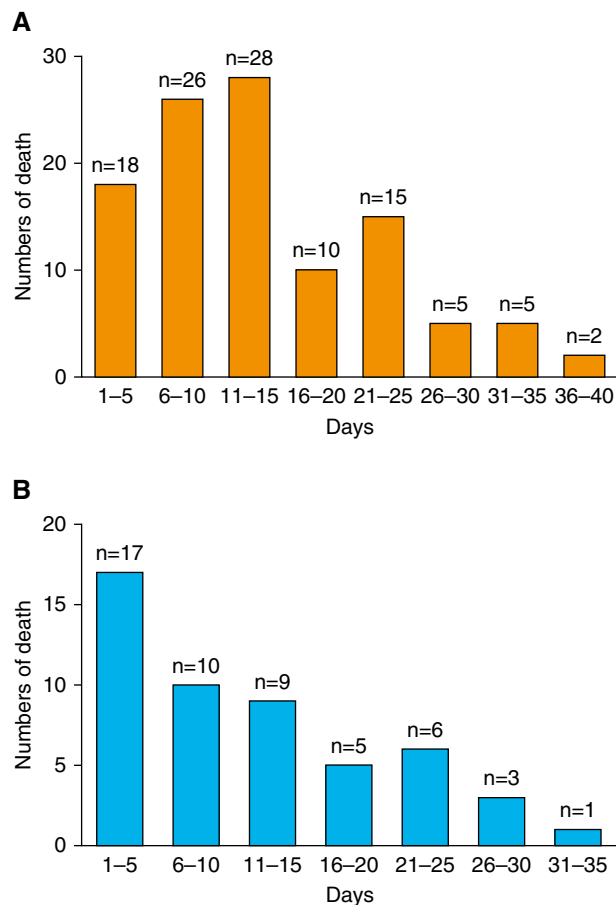 A
30
20
10
0
Numbers of death
n=18
n=26
n=28
n=10
n=15
n=5
n=5
n=2
1–5 6–10 11–15 16–20 21–25 26–30 31–35 36–40
Days
B
20
15
10
5
0
Numbers of death
n=17
n=10
n=9
n=5
n=6
n=3
n=1
1–5 6–10 11–15 16–20 21–25 26–30 31–35
Days